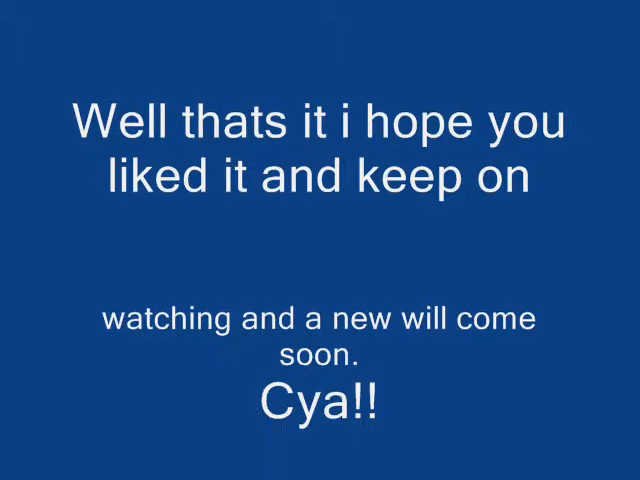 Well thats it i hope you
liked it and keep on
watching and a new will come
soon.
Cya!!